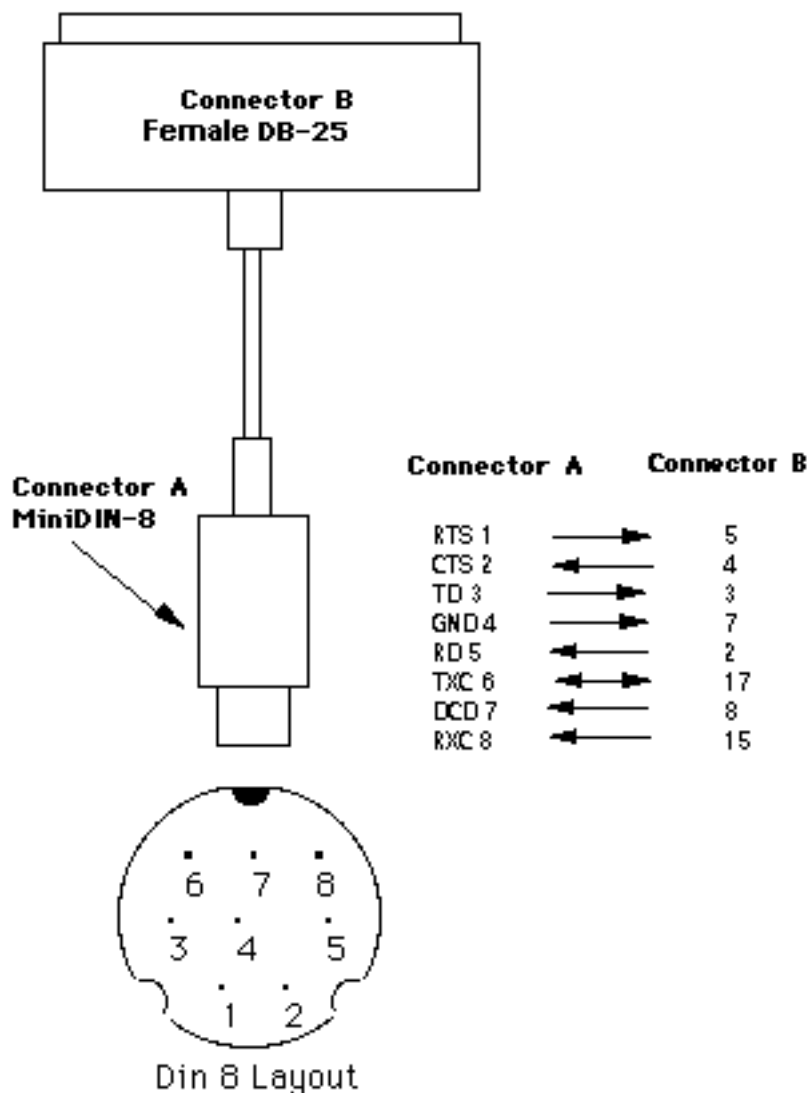 Connector B
Female DB-25
Connector A
MiniDIN-8
Connector A Connector B
RTS 1 5
CTS 2 4
TD 3 3
GND 4 7
RD 5 2
TXC 6 17
DCD 7 8
RXC 8 15
6 7 8
3 4 5
1 2
Din 8 Layout